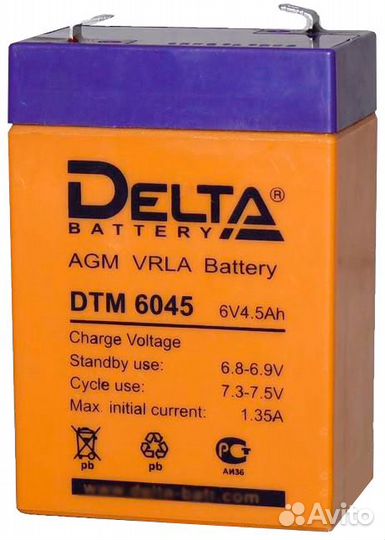 DELTA®
BATTERY
AGM VRLA Battery
DTM 6045 6V4.5Ah
Charge Voltage
Standby use: 6.8-6.9V
Cycle use: 7.3-7.5V
Max. initial current: 1.35A
pb pb АИ36
www.delta-batt.com
Avito